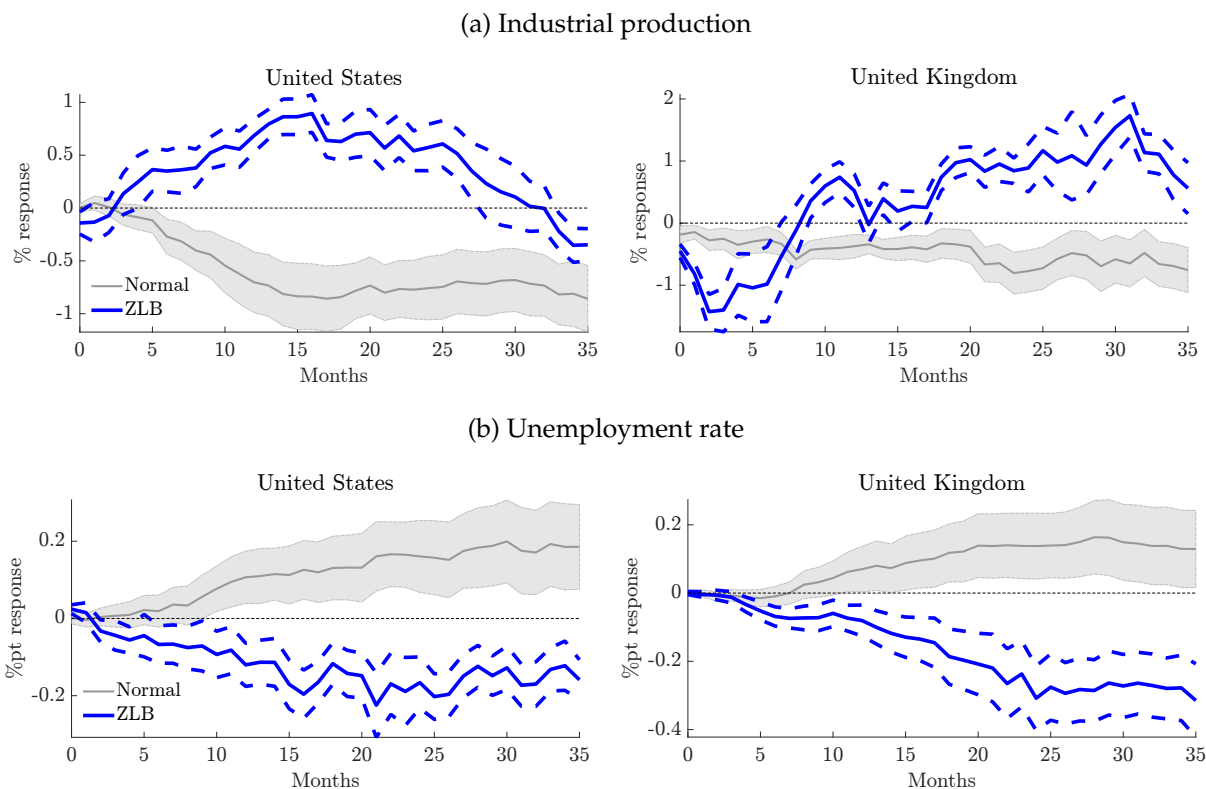 (a) Industrial production
United States
United Kingdom
% response
1
0.5
0
-0.5
-1
Normal
ZLB
0 5 10 15 20 25 30 35
Months
% response
2
1
0
-1
0 5 10 15 20 25 30 35
Months
(b) Unemployment rate
United States
United Kingdom
%pt response
0.2
0
-0.2
Normal
ZLB
0 5 10 15 20 25 30 35
Months
%pt response
0.2
0
-0.2
-0.4
0 5 10 15 20 25 30 35
Months